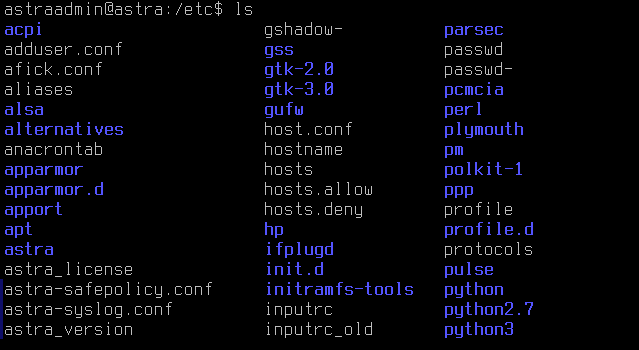 astraadmin@astra:/etc$ ls
acpi gshadow- parsec
adduser.conf gss passwd
afick.conf gtk-2.0 passwd-
aliases gtk-3.0 pcmcia
alsa gufw perl
alternatives host.conf plymouth
anacrontab hostname pm
apparmor hosts polkit-1
apparmor.d hosts.allow ppp
apport hosts.deny profile
apt hp profile.d
astra ifplugd protocols
astra_license init.d pulse
astra-safepolicy.conf initramfs-tools python
astra-syslog.conf inputrc python2.7
astra_version inputrc_old python3